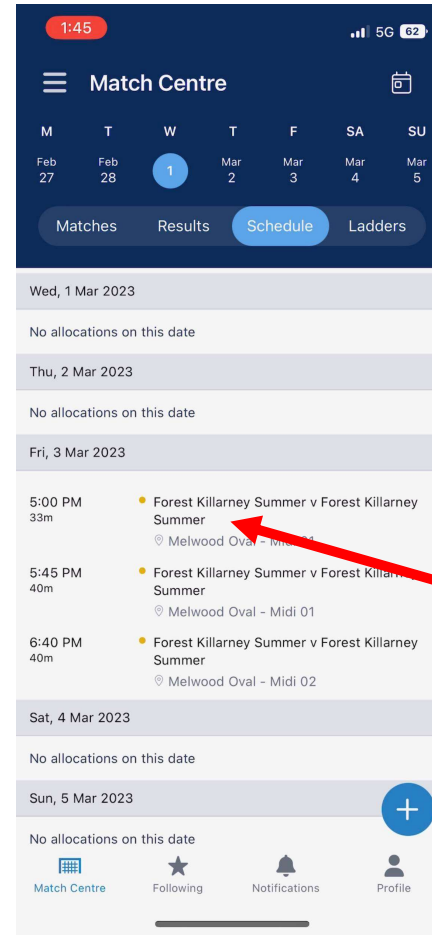 1:45 5G 62
Match Centre
M T W T F SA SU
Feb Feb Mar Mar Mar Mar
27 28 1 2 3 4 5
Matches Results Schedule Ladders
Wed, 1 Mar 2023
No allocations on this date
Thu, 2 Mar 2023
No allocations on this date
Fri, 3 Mar 2023
5:00 PM Forest Killarney Summer v Forest Killarney
33m Summer
Melwood Oval - Midi 01
5:45 PM Forest Killarney Summer v Forest Killarney
40m Summer
Melwood Oval - Midi 01
6:40 PM Forest Killarney Summer v Forest Killarney
40m Summer
Melwood Oval - Midi 02
Sat, 4 Mar 2023
No allocations on this date
Sun, 5 Mar 2023
No allocations on this date
+
Match Centre Following Notifications Profile